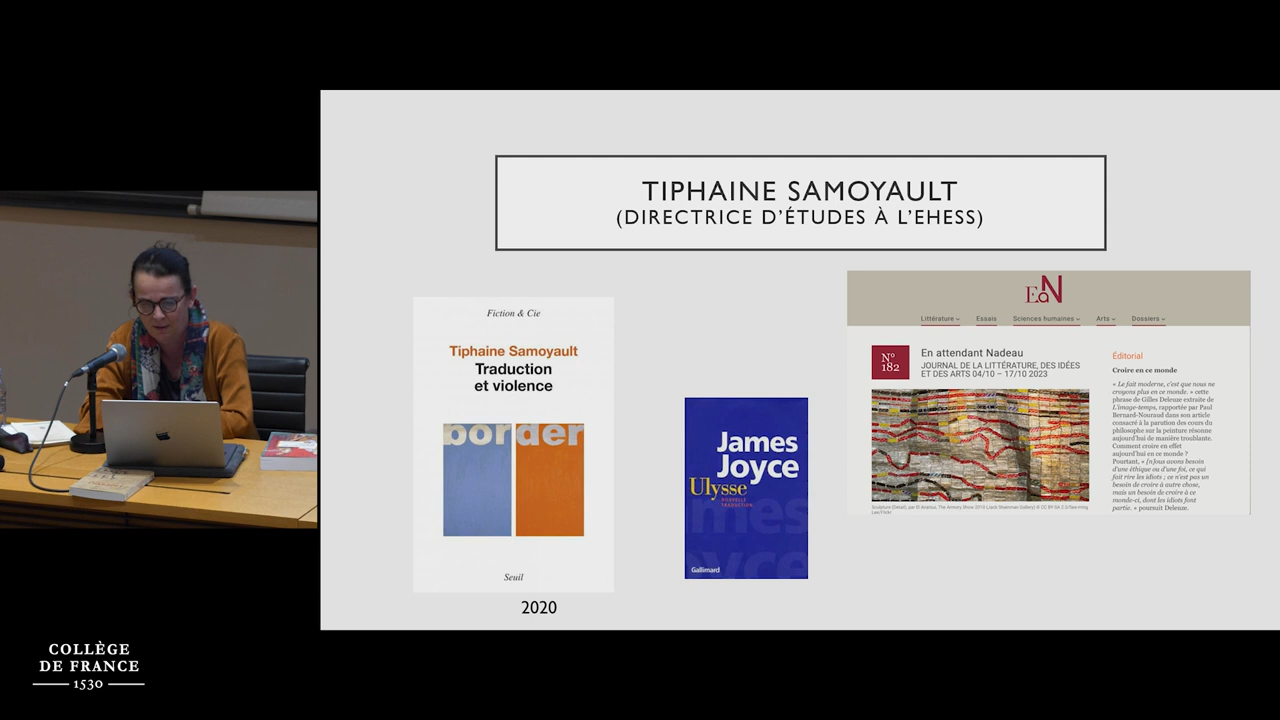 TIPHAINE SAMOYAULT
(DIRECTRICE D'ÉTUDES À L'EHESS)
Fiction & Cie
Tiphaine Samoyault
Traduction
et violence
border
Seuil
2020
James
Joyce
Ulysse
NOUVELLE
TRADUCTION
Gallimard
EaN
Littérature
Essais
Sciences humaines
Arts
Dossiers
N°
182
En attendant Nadeau
JOURNAL DE LA LITTÉRATURE, DES IDÉES
ET DES ARTS 04/10 – 17/10 2023
Éditorial
Croire en ce monde
« Le fait moderne, c'est que nous ne
croyons plus en ce monde. » cette
phrase de Gilles Deleuze extraite de
L'image-temps, rapportée par Paul
Bernard-Nouraud dans son article
consacré à la parution des cours du
philosophe sur la peinture résonne
aujourd'hui de manière troublante.
Comment croire en effet
aujourd'hui en ce monde ?
Pourtant, « [n]ous avons besoin
d'une éthique ou d'une foi, ce qui
fait rire les idiots ; ce n'est pas un
besoin de croire à autre chose,
mais un besoin de croire à ce
monde-ci, dont les idiots font
partie. » poursuit Deleuze.
COLLÈGE
DE FRANCE
1530